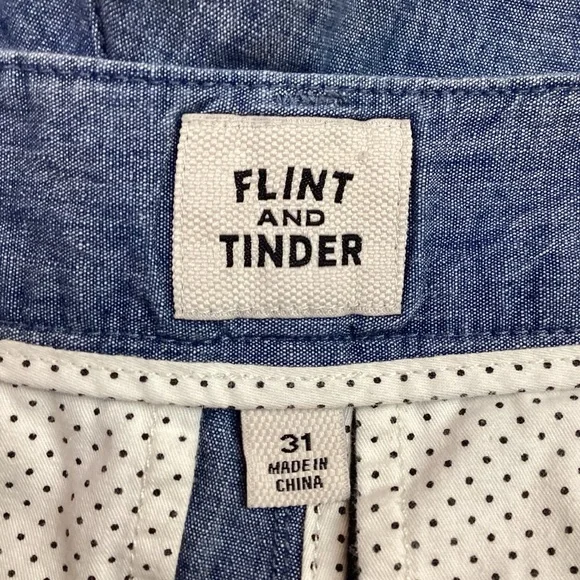 FLINT
AND
TINDER
31
MADE IN
CHINA